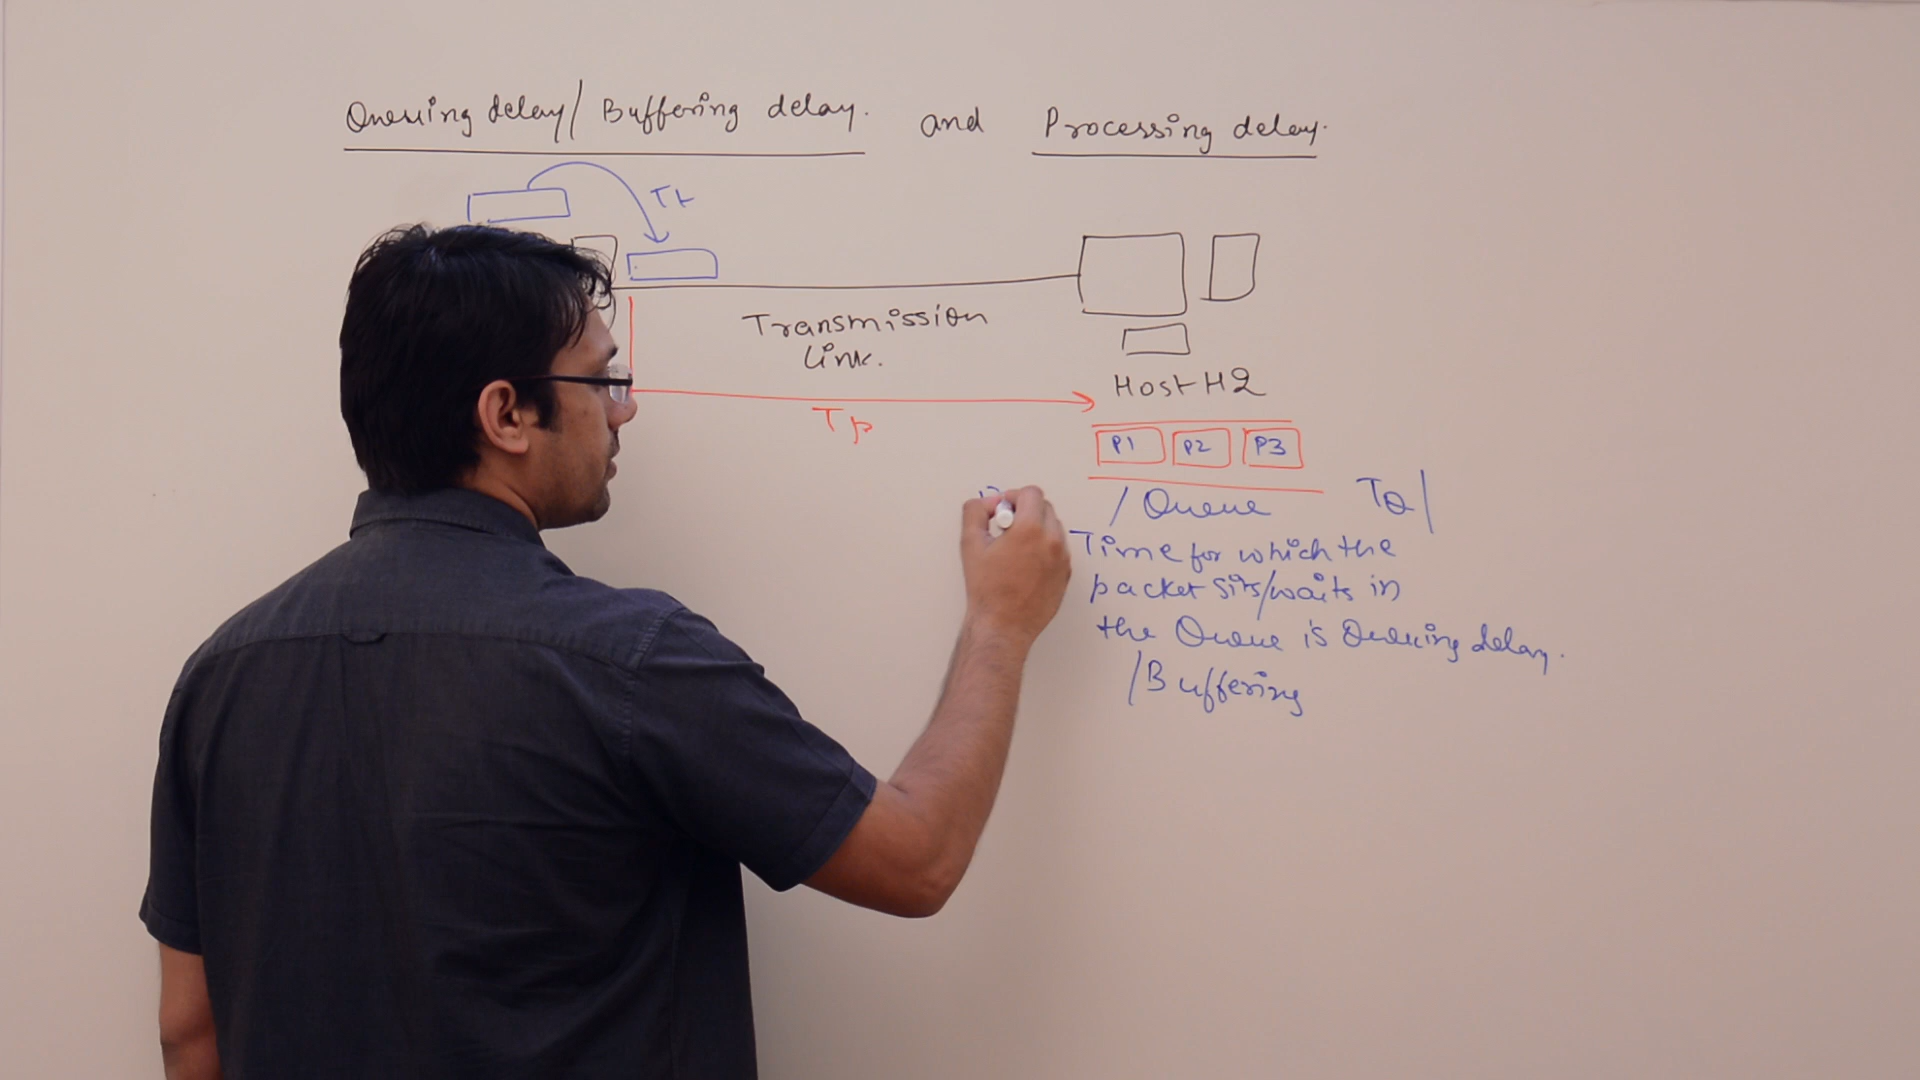 Queuing delay/ Buffering delay. and Processing delay.
Tt
Transmission
Link.
Host H2
Tp
P1 P2 P3
/ Queue TQ/
Time for which the
packet sits/waits in
the Queue is Queuing delay.
/Buffering